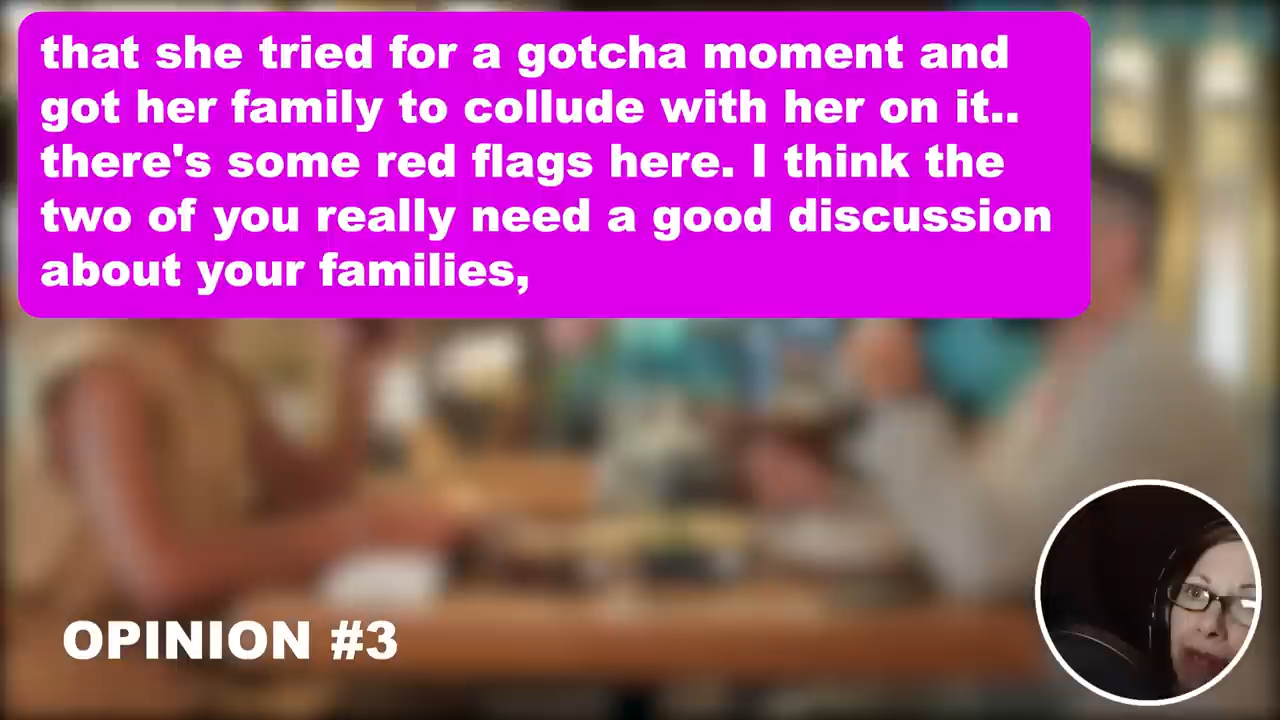 that she tried for a gotcha moment and
got her family to collude with her on it..
there's some red flags here. I think the
two of you really need a good discussion
about your families,
OPINION #3